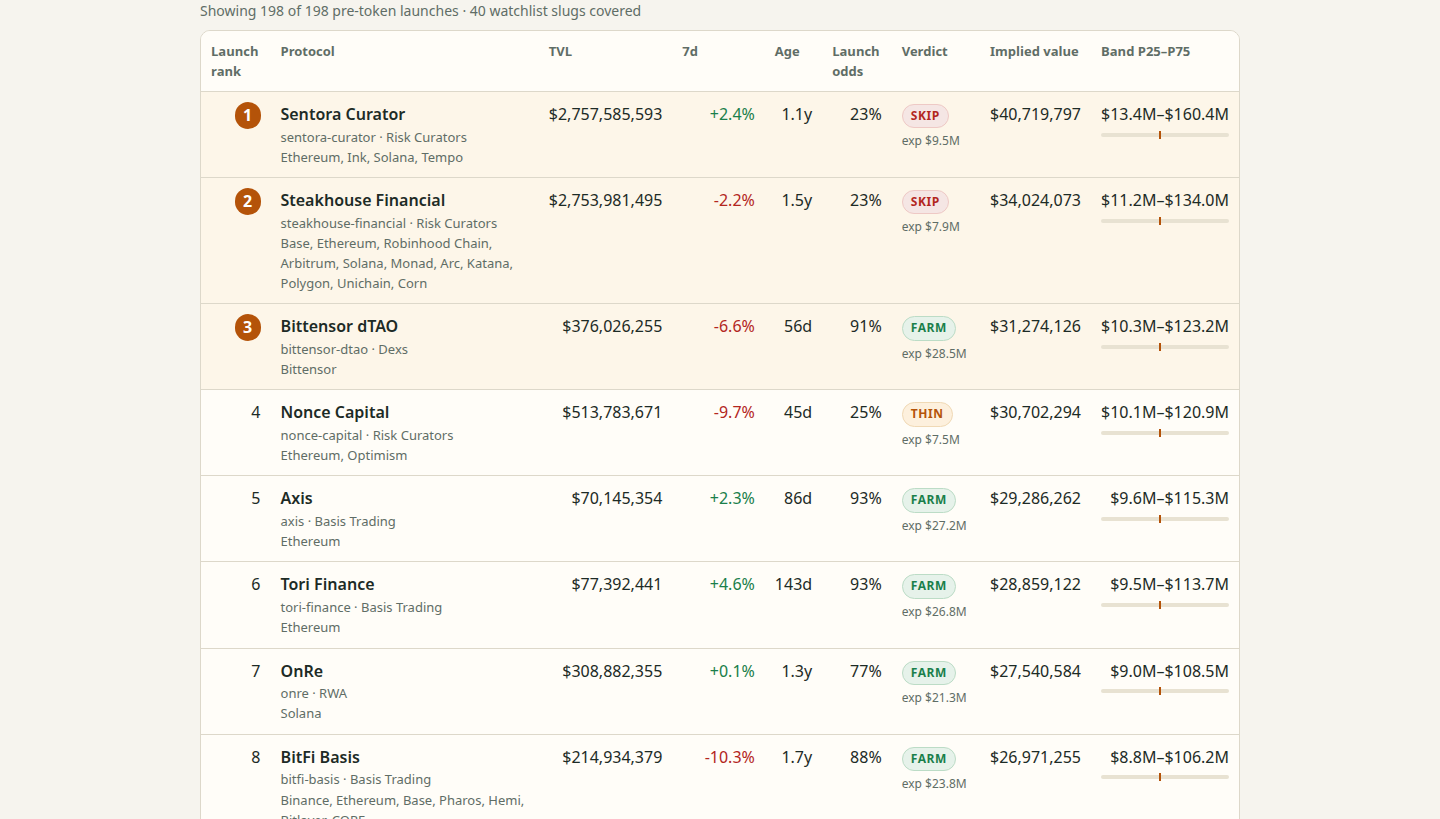 Showing 198 of 198 pre-token launches · 40 watchlist slugs covered
Launch rank Protocol TVL 7d Age Launch odds Verdict Implied value Band P25–P75
1 Sentora Curator $2,757,585,593 +2.4% 1.1y 23% SKIP $40,719,797 $13.4M–$160.4M
sentora-curator · Risk Curators exp $9.5M
Ethereum, Ink, Solana, Tempo
2 Steakhouse Financial $2,753,981,495 -2.2% 1.5y 23% SKIP $34,024,073 $11.2M–$134.0M
steakhouse-financial · Risk Curators exp $7.9M
Base, Ethereum, Robinhood Chain,
Arbitrum, Solana, Monad, Arc, Katana,
Polygon, Unichain, Corn
3 Bittensor dTAO $376,026,255 -6.6% 56d 91% FARM $31,274,126 $10.3M–$123.2M
bittensor-dtao · Dexs exp $28.5M
Bittensor
4 Nonce Capital $513,783,671 -9.7% 45d 25% THIN $30,702,294 $10.1M–$120.9M
nonce-capital · Risk Curators exp $7.5M
Ethereum, Optimism
5 Axis $70,145,354 +2.3% 86d 93% FARM $29,286,262 $9.6M–$115.3M
axis · Basis Trading exp $27.2M
Ethereum
6 Tori Finance $77,392,441 +4.6% 143d 93% FARM $28,859,122 $9.5M–$113.7M
tori-finance · Basis Trading exp $26.8M
Ethereum
7 OnRe $308,882,355 +0.1% 1.3y 77% FARM $27,540,584 $9.0M–$108.5M
onre · RWA exp $21.3M
Solana
8 BitFi Basis $214,934,379 -10.3% 1.7y 88% FARM $26,971,255 $8.8M–$106.2M
bitfi-basis · Basis Trading exp $23.8M
Binance, Ethereum, Base, Pharos, Hemi,